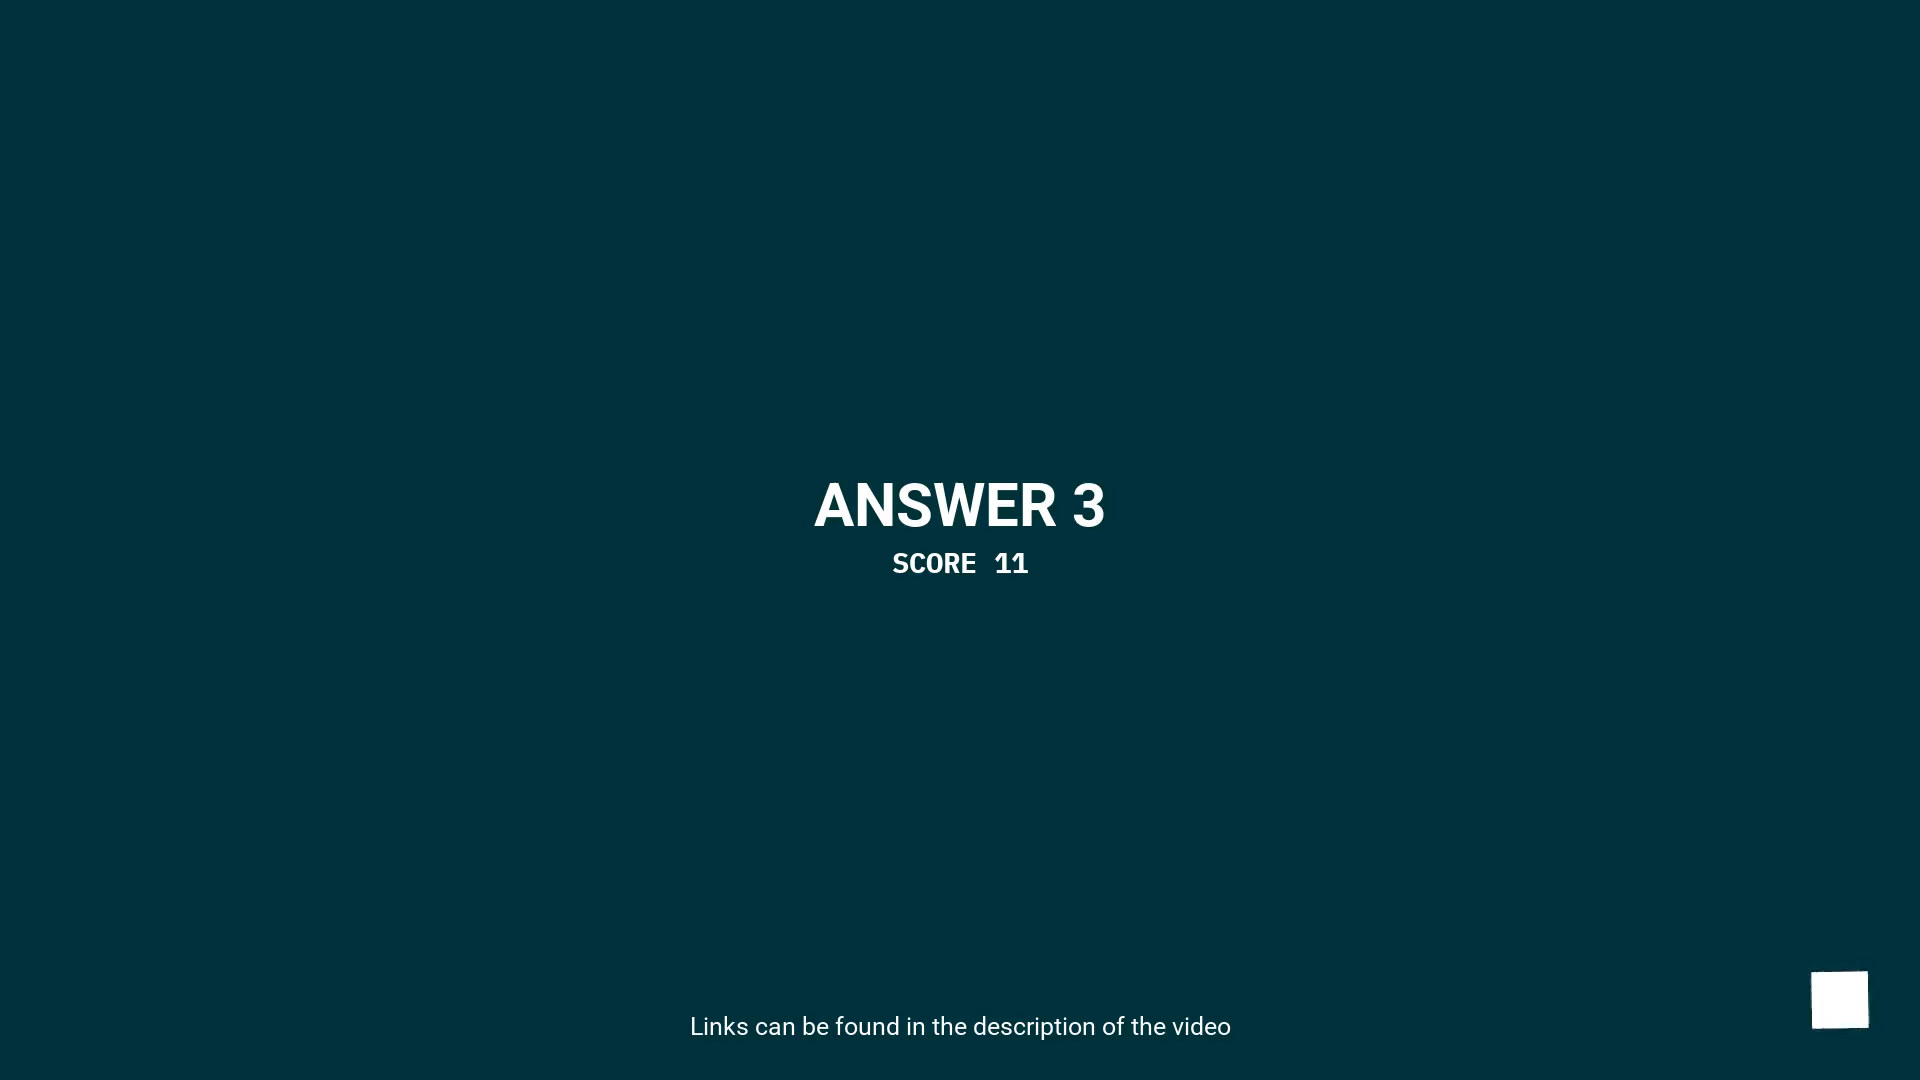 ANSWER 3
SCORE 11
Links can be found in the description of the video